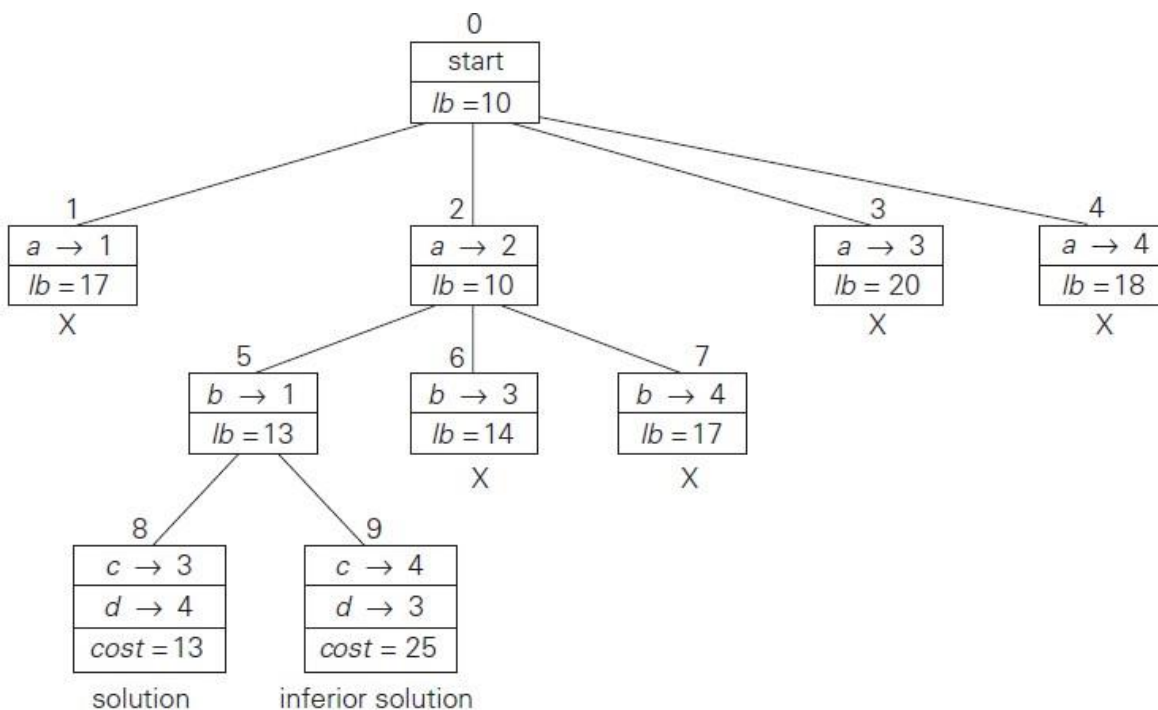 0
start
lb = 10
1
2
3
4
a → 1
a → 2
a → 3
a → 4
lb = 17
lb = 10
lb = 20
lb = 18
X
X
X
5
6
7
b → 1
b → 3
b → 4
lb = 13
lb = 14
lb = 17
X
X
8
9
c → 3
c → 4
d → 4
d → 3
cost = 13
cost = 25
solution
inferior solution